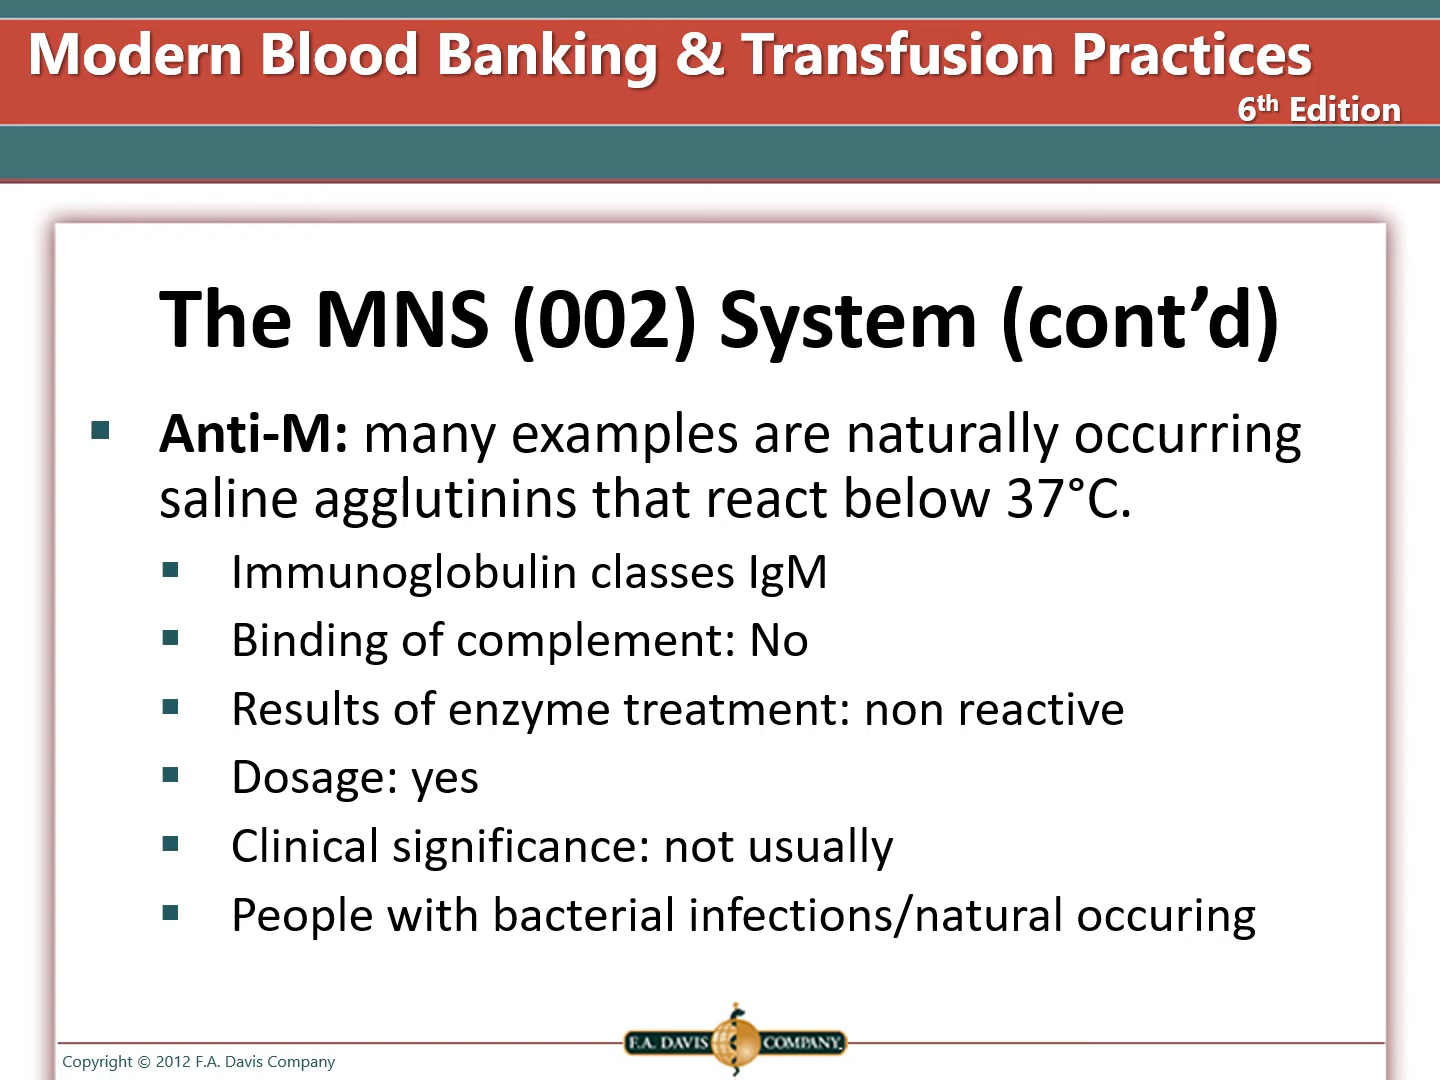 Modern Blood Banking & Transfusion Practices
6th Edition
The MNS (002) System (cont’d)
▪ Anti-M: many examples are naturally occurring
saline agglutinins that react below 37°C.
▪ Immunoglobulin classes IgM
▪ Binding of complement: No
▪ Results of enzyme treatment: non reactive
▪ Dosage: yes
▪ Clinical significance: not usually
▪ People with bacterial infections/natural occuring
F.A. DAVIS COMPANY.
Copyright © 2012 F.A. Davis Company